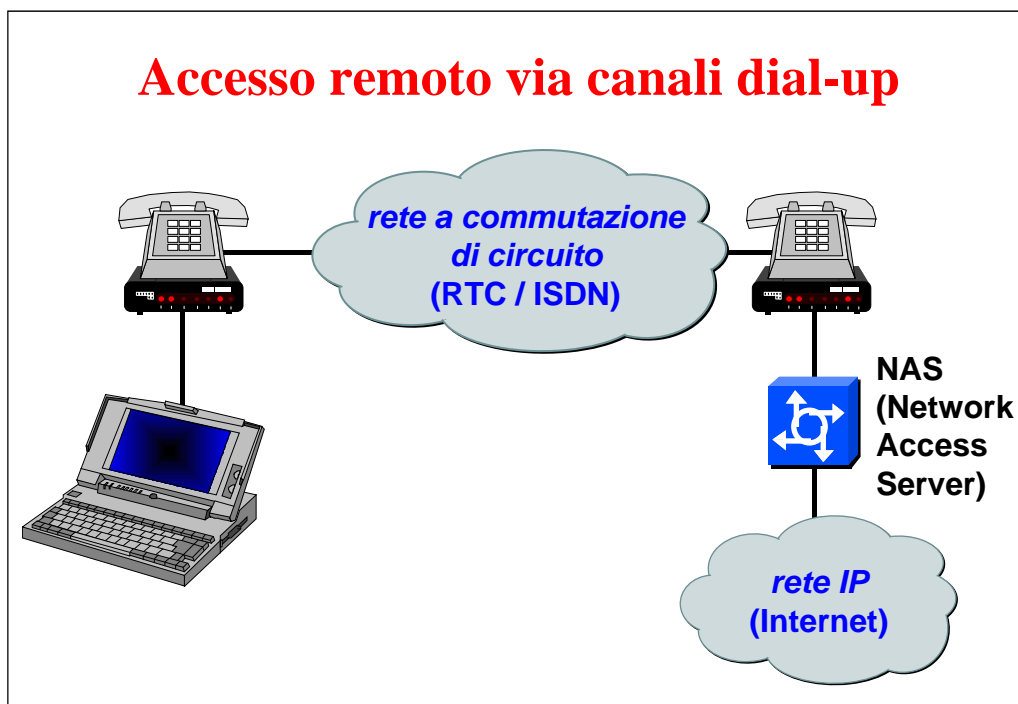 Accesso remoto via canali dial-up
rete a commutazione
di circuito
(RTC / ISDN)
NAS
(Network
Access
Server)
rete IP
(Internet)